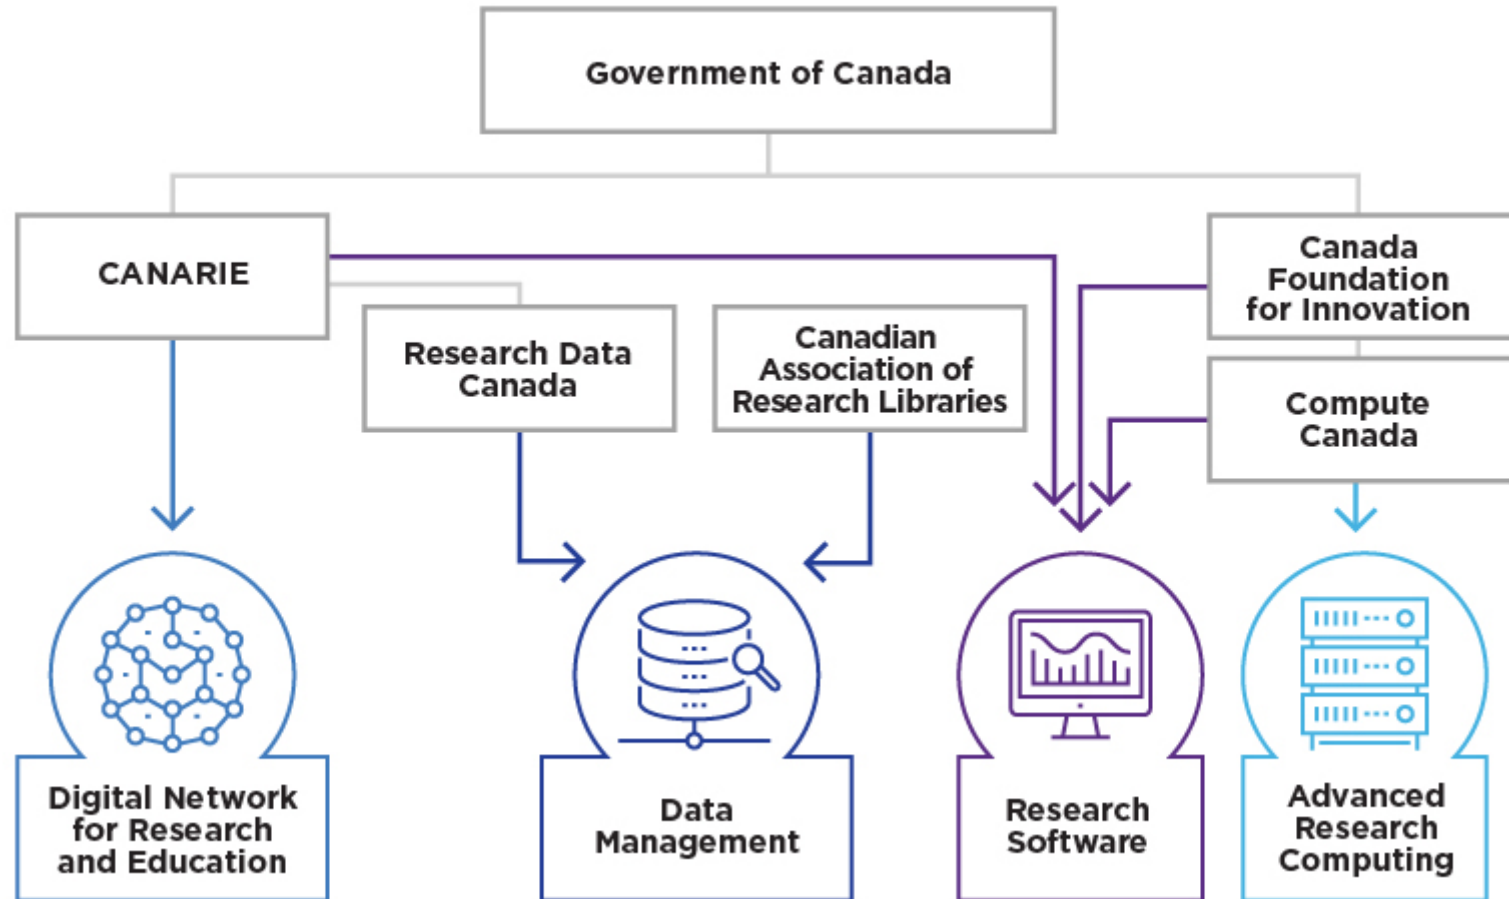 Government of Canada
CANARIE
Canada
Foundation
for Innovation
Research Data
Canada
Canadian
Association of
Research Libraries
Compute
Canada
Digital Network
for Research
and Education
Data
Management
Research
Software
Advanced
Research
Computing